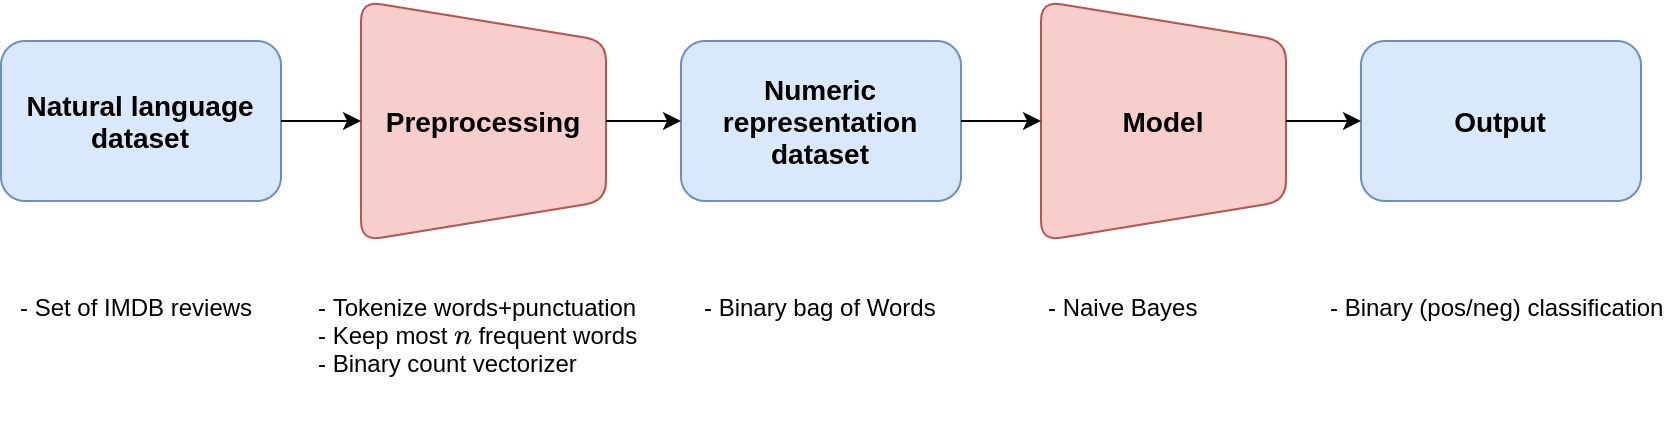 Natural language
dataset
Preprocessing
Numeric
representation
dataset
Model
Output
- Set of IMDB reviews
- Tokenize words+punctuation
- Keep most n frequent words
- Binary count vectorizer
- Binary bag of Words
- Naive Bayes
- Binary (pos/neg) classification